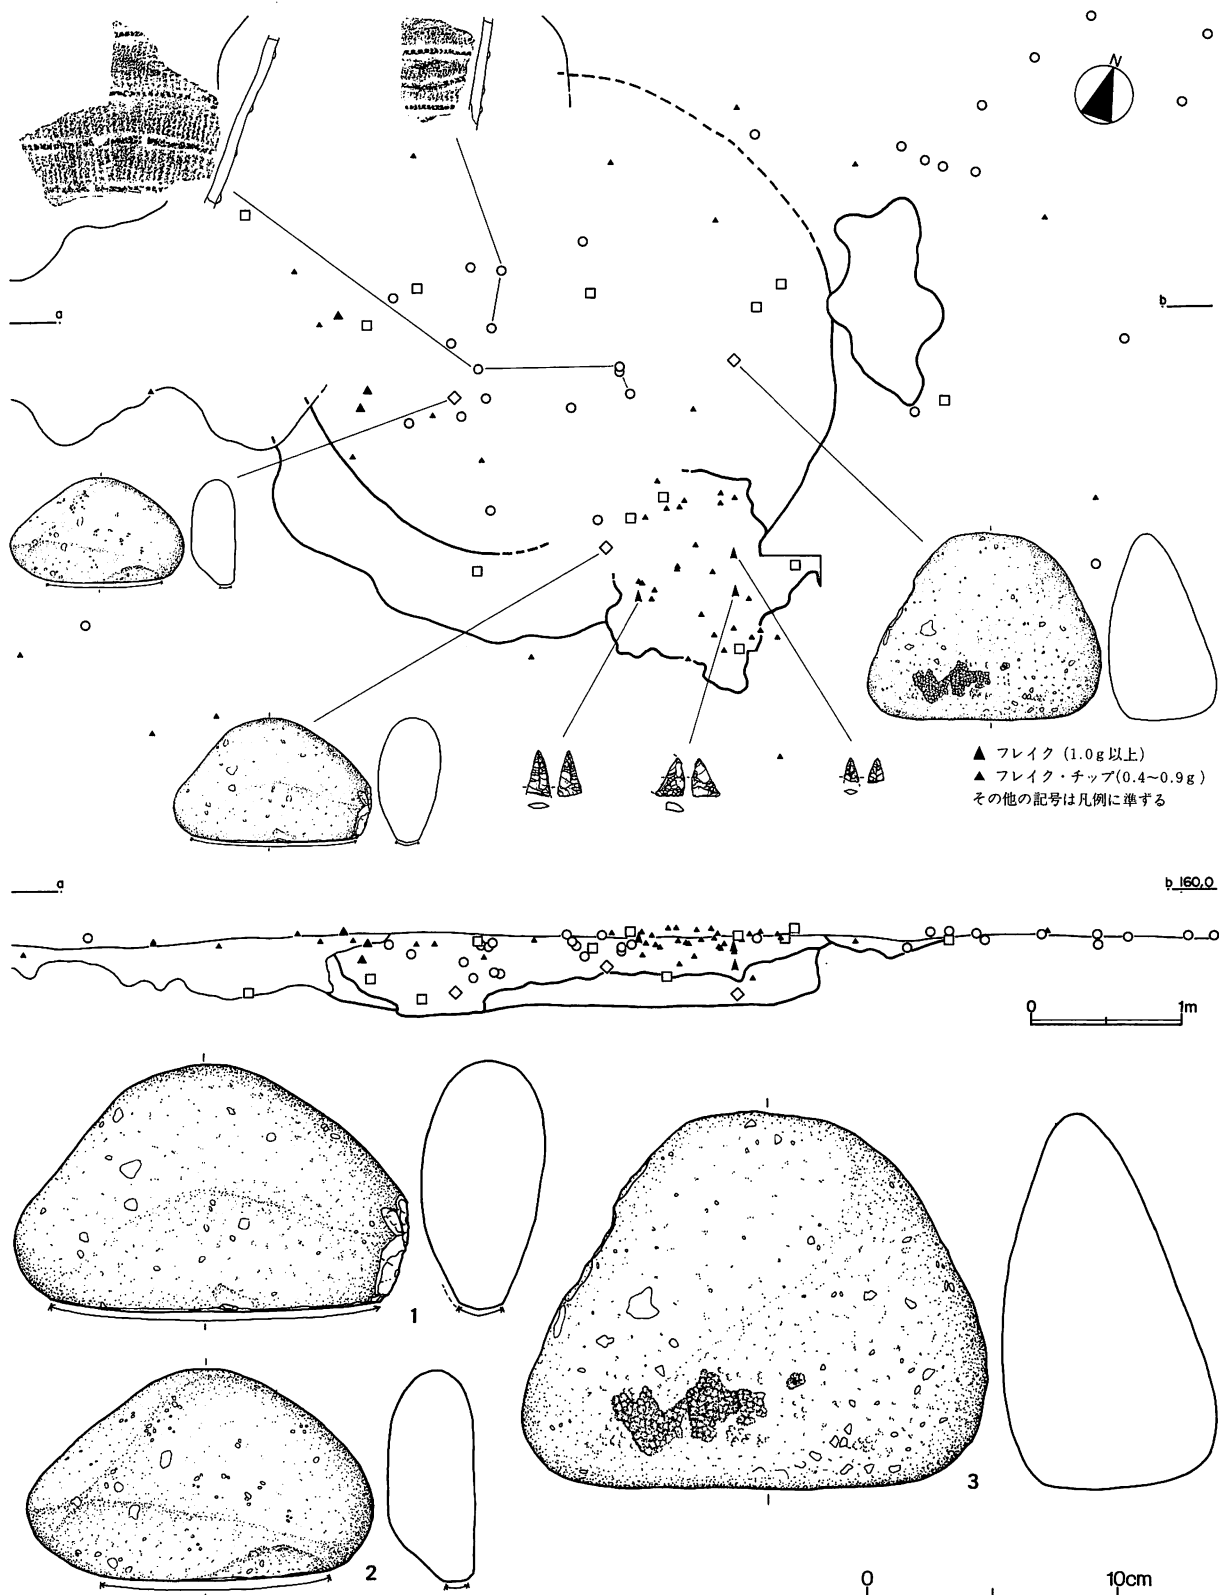 N
a
b
▲ フレイク (1.0g以上)
▲ フレイク・チップ(0.4~0.9g)
その他の記号は凡例に準ずる
a
b 160.0
0 1m
1
2
3
0 10cm